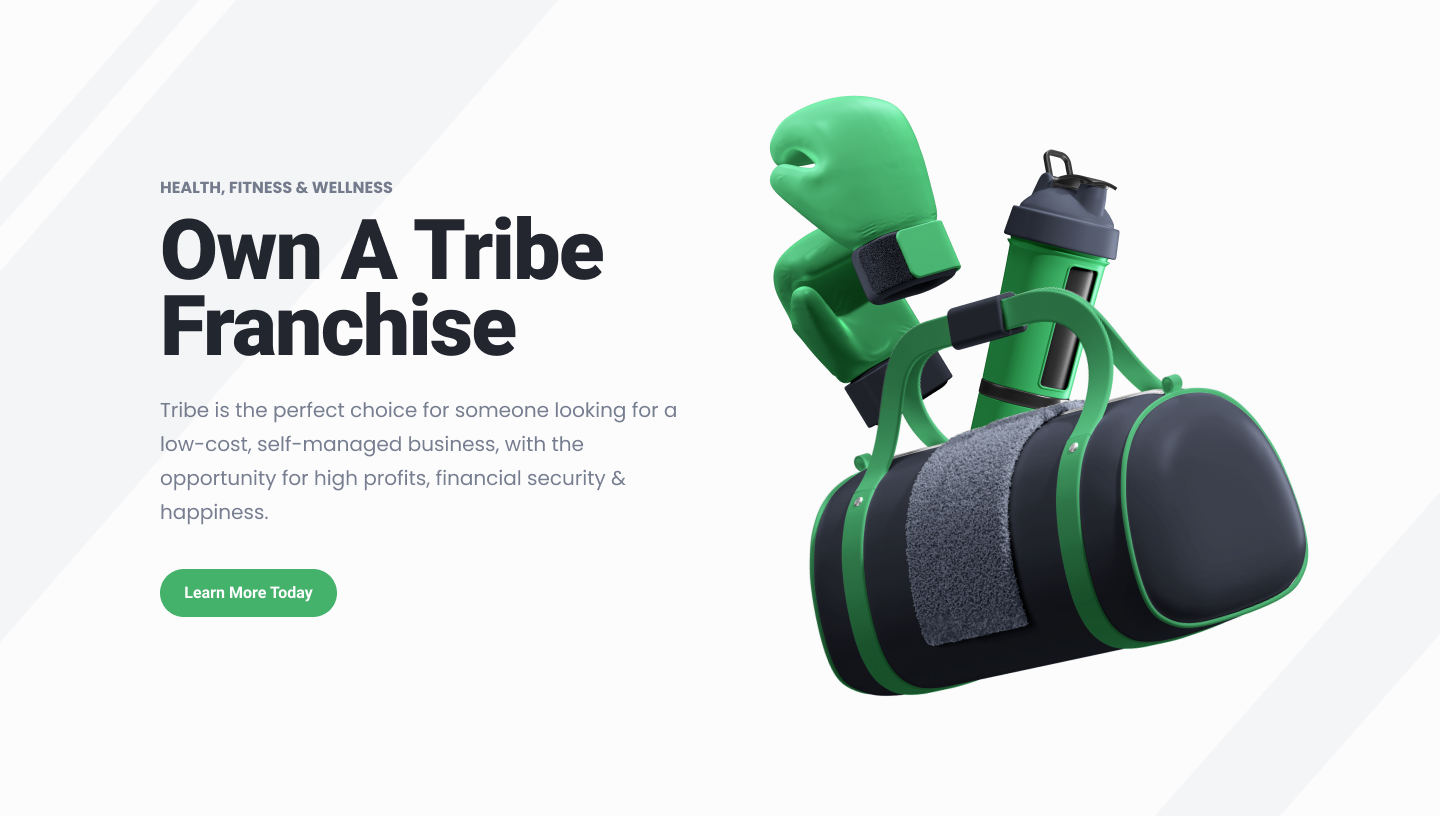 HEALTH, FITNESS & WELLNESS
Own A Tribe
Franchise
Tribe is the perfect choice for someone looking for a
low-cost, self-managed business, with the
opportunity for high profits, financial security &
happiness.
Learn More Today